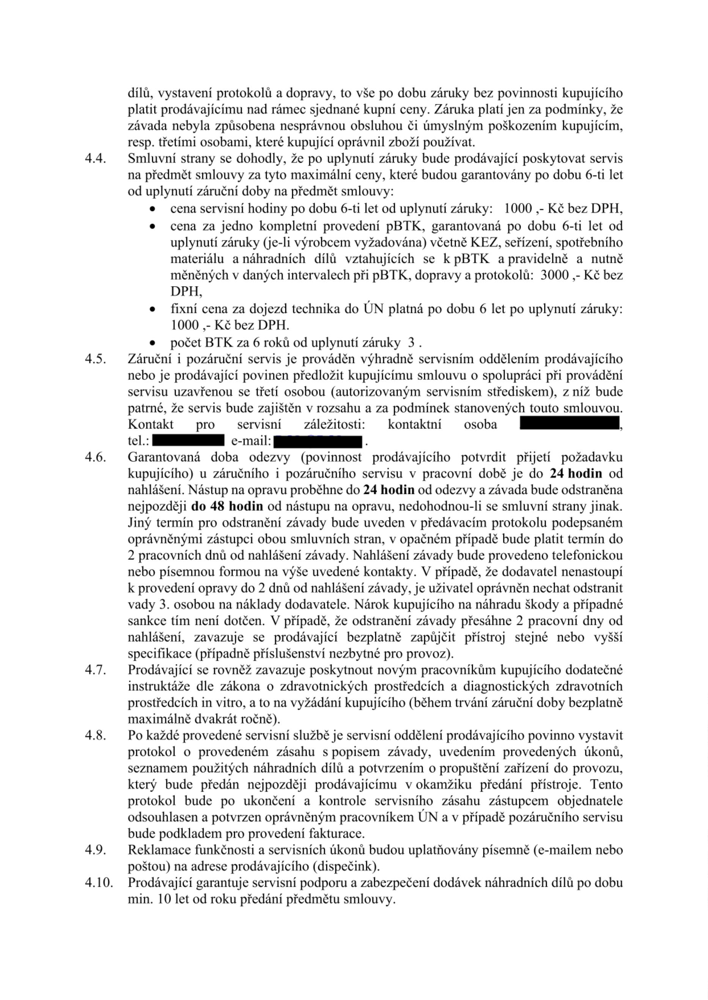 dílů, vystavení protokolů a dopravy, to vše po dobu záruky bez povinnosti kupujícího
platit prodávajícímu nad rámec sjednané kupní ceny. Záruka platí jen za podmínky, že
závada nebyla způsobena nesprávnou obsluhou či úmyslným poškozením kupujícím,
resp. třetími osobami, které kupující oprávnil zboží používat.
4.4. Smluvní strany se dohodly, že po uplynutí záruky bude prodávající poskytovat servis
na předmět smlouvy za tyto maximální ceny, které budou garantovány po dobu 6-ti let
od uplynutí záruční doby na předmět smlouvy:
• cena servisní hodiny po dobu 6-ti let od uplynutí záruky: 1000 ,- Kč bez DPH,
• cena za jedno kompletní provedení pBTK, garantovaná po dobu 6-ti let od
uplynutí záruky (je-li výrobcem vyžadována) včetně KEZ, seřízení, spotřebního
materiálu a náhradních dílů vztahujících se k pBTK a pravidelně a nutně
měněných v daných intervalech při pBTK, dopravy a protokolů: 3000 ,- Kč bez
DPH,
• fixní cena za dojezd technika do ÚN platná po dobu 6 let po uplynutí záruky:
1000 ,- Kč bez DPH.
• počet BTK za 6 roků od uplynutí záruky 3 .
4.5. Záruční i pozáruční servis je prováděn výhradně servisním oddělením prodávajícího
nebo je prodávající povinen předložit kupujícímu smlouvu o spolupráci při provádění
servisu uzavřenou se třetí osobou (autorizovaným servisním střediskem), z níž bude
patrné, že servis bude zajištěn v rozsahu a za podmínek stanovených touto smlouvou.
Kontakt pro servisní záležitosti: kontaktní osoba ,
tel.: e-mail: .
4.6. Garantovaná doba odezvy (povinnost prodávajícího potvrdit přijetí požadavku
kupujícího) u záručního i pozáručního servisu v pracovní době je do 24 hodin od
nahlášení. Nástup na opravu proběhne do 24 hodin od odezvy a závada bude odstraněna
nejpozději do 48 hodin od nástupu na opravu, nedohodnou-li se smluvní strany jinak.
Jiný termín pro odstranění závady bude uveden v předávacím protokolu podepsaném
oprávněnými zástupci obou smluvních stran, v opačném případě bude platit termín do
2 pracovních dnů od nahlášení závady. Nahlášení závady bude provedeno telefonickou
nebo písemnou formou na výše uvedené kontakty. V případě, že dodavatel nenastoupí
k provedení opravy do 2 dnů od nahlášení závady, je uživatel oprávněn nechat odstranit
vady 3. osobou na náklady dodavatele. Nárok kupujícího na náhradu škody a případné
sankce tím není dotčen. V případě, že odstranění závady přesáhne 2 pracovní dny od
nahlášení, zavazuje se prodávající bezplatně zapůjčit přístroj stejné nebo vyšší
specifikace (případně příslušenství nezbytné pro provoz).
4.7. Prodávající se rovněž zavazuje poskytnout novým pracovníkům kupujícího dodatečné
instruktáže dle zákona o zdravotnických prostředcích a diagnostických zdravotních
prostředcích in vitro, a to na vyžádání kupujícího (během trvání záruční doby bezplatně
maximálně dvakrát ročně).
4.8. Po každé provedené servisní službě je servisní oddělení prodávajícího povinno vystavit
protokol o provedeném zásahu s popisem závady, uvedením provedených úkonů,
seznamem použitých náhradních dílů a potvrzením o propuštění zařízení do provozu,
který bude předán nejpozději prodávajícímu v okamžiku předání přístroje. Tento
protokol bude po ukončení a kontrole servisního zásahu zástupcem objednatele
odsouhlasen a potvrzen oprávněným pracovníkem ÚN a v případě pozáručního servisu
bude podkladem pro provedení fakturace.
4.9. Reklamace funkčnosti a servisních úkonů budou uplatňovány písemně (e-mailem nebo
poštou) na adrese prodávajícího (dispečink).
4.10. Prodávající garantuje servisní podporu a zabezpečení dodávek náhradních dílů po dobu
min. 10 let od roku předání předmětu smlouvy.